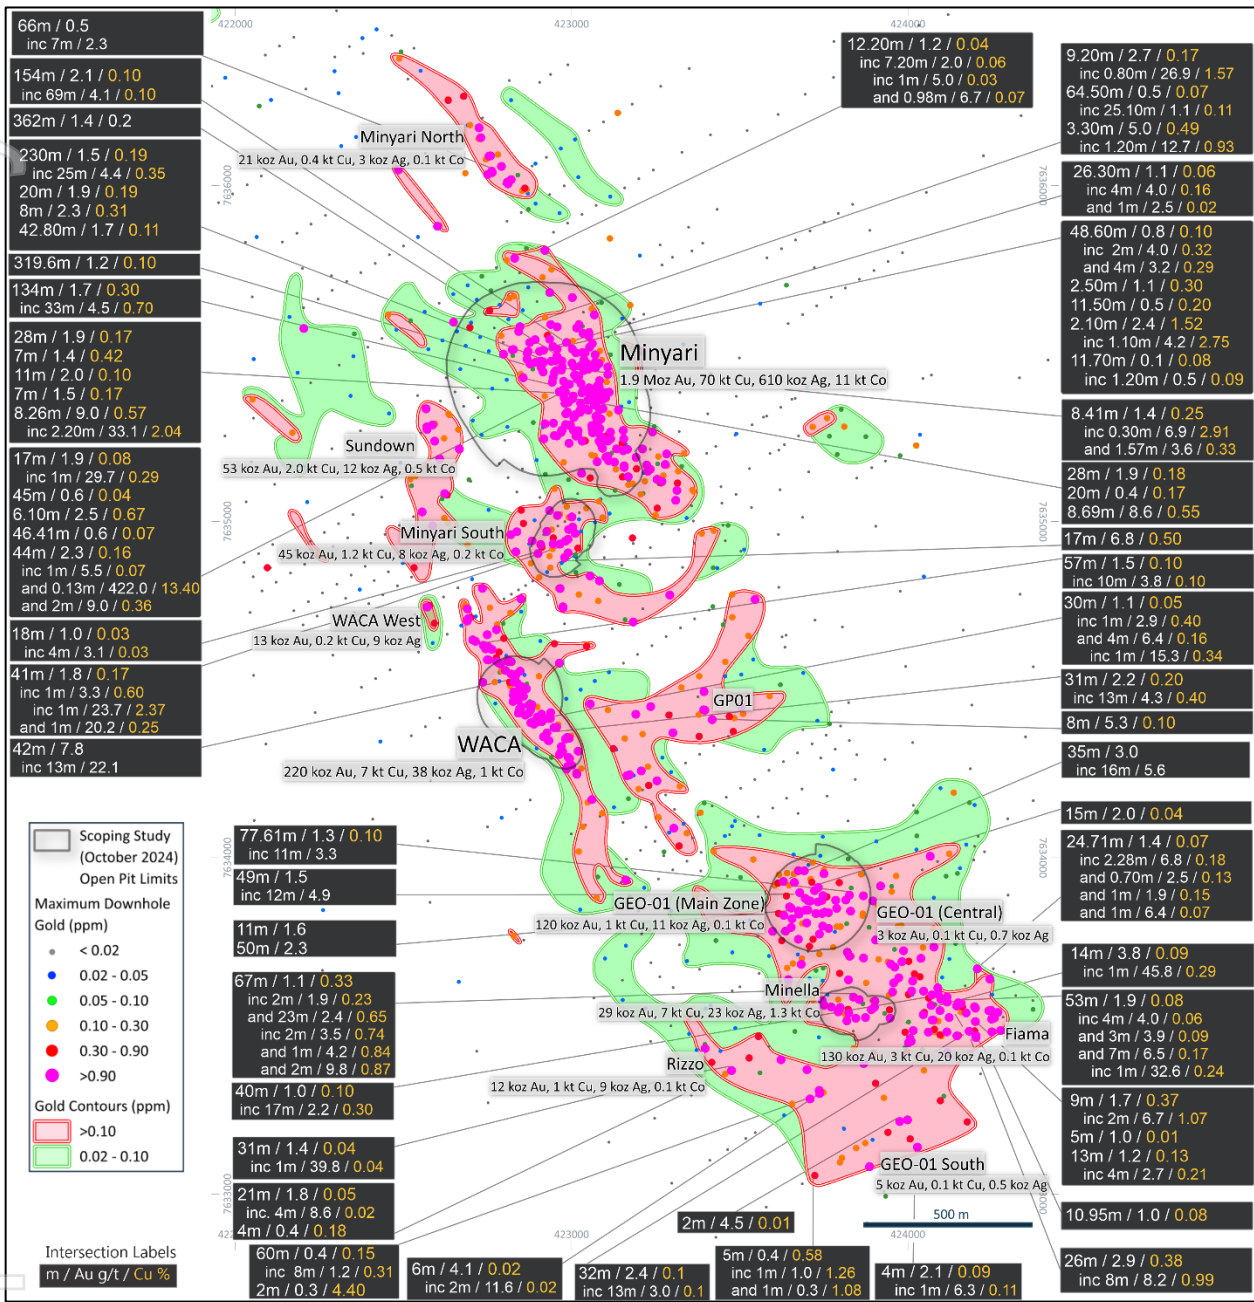 422000
423000
424000
66m / 0.5
inc 7m / 2.3
154m / 2.1 / 0.10
inc 69m / 4.1 / 0.10
362m / 1.4 / 0.2
230m / 1.5 / 0.19
inc 25m / 4.4 / 0.35
20m / 1.9 / 0.19
8m / 2.3 / 0.31
42.80m / 1.7 / 0.11
319.6m / 1.2 / 0.10
134m / 1.7 / 0.30
inc 33m / 4.5 / 0.70
28m / 1.9 / 0.17
7m / 1.4 / 0.42
11m / 2.0 / 0.10
7m / 1.5 / 0.17
8.26m / 9.0 / 0.57
inc 2.20m / 33.1 / 2.04
17m / 1.9 / 0.08
inc 1m / 29.7 / 0.29
45m / 0.6 / 0.04
6.10m / 2.5 / 0.67
46.41m / 0.6 / 0.07
44m / 2.3 / 0.16
inc 1m / 5.5 / 0.07
and 0.13m / 422.0 / 13.40
and 2m / 9.0 / 0.36
18m / 1.0 / 0.03
inc 4m / 3.1 / 0.03
41m / 1.8 / 0.17
inc 1m / 3.3 / 0.60
inc 1m / 23.7 / 2.37
and 1m / 20.2 / 0.25
42m / 7.8
inc 13m / 22.1
12.20m / 1.2 / 0.04
inc 7.20m / 2.0 / 0.06
inc 1m / 5.0 / 0.03
and 0.98m / 6.7 / 0.07
9.20m / 2.7 / 0.17
inc 0.80m / 26.9 / 1.57
64.50m / 0.5 / 0.07
inc 25.10m / 1.1 / 0.11
3.30m / 5.0 / 0.49
inc 1.20m / 12.7 / 0.93
26.30m / 1.1 / 0.06
inc 4m / 4.0 / 0.16
and 1m / 2.5 / 0.02
48.60m / 0.8 / 0.10
inc 2m / 4.0 / 0.32
and 4m / 3.2 / 0.29
2.50m / 1.1 / 0.30
11.50m / 0.5 / 0.20
2.10m / 2.4 / 1.52
inc 1.10m / 4.2 / 2.75
11.70m / 0.1 / 0.08
inc 1.20m / 0.5 / 0.09
8.41m / 1.4 / 0.25
inc 0.30m / 6.9 / 2.91
and 1.57m / 3.6 / 0.33
28m / 1.9 / 0.18
20m / 0.4 / 0.17
8.69m / 8.6 / 0.55
17m / 6.8 / 0.50
57m / 1.5 / 0.10
inc 10m / 3.8 / 0.10
30m / 1.1 / 0.05
inc 1m / 2.9 / 0.40
and 4m / 6.4 / 0.16
inc 1m / 15.3 / 0.34
31m / 2.2 / 0.20
inc 13m / 4.3 / 0.40
8m / 5.3 / 0.10
35m / 3.0
inc 16m / 5.6
15m / 2.0 / 0.04
24.71m / 1.4 / 0.07
inc 2.28m / 6.8 / 0.18
and 0.70m / 2.5 / 0.13
and 1m / 1.9 / 0.15
and 1m / 6.4 / 0.07
14m / 3.8 / 0.09
inc 1m / 45.8 / 0.29
53m / 1.9 / 0.08
inc 4m / 4.0 / 0.06
and 3m / 3.9 / 0.09
and 7m / 6.5 / 0.17
inc 1m / 32.6 / 0.24
9m / 1.7 / 0.37
inc 2m / 6.7 / 1.07
5m / 1.0 / 0.01
13m / 1.2 / 0.13
inc 4m / 2.7 / 0.21
10.95m / 1.0 / 0.08
26m / 2.9 / 0.38
inc 8m / 8.2 / 0.99
Minyari North
21 koz Au, 0.4 kt Cu, 3 koz Ag, 0.1 kt Co
7636000
7636000
Minyari
1.9 Moz Au, 70 kt Cu, 610 koz Ag, 11 kt Co
Sundown
53 koz Au, 2.0 kt Cu, 12 koz Ag, 0.5 kt Co
7635000
7635000
Minyari South
45 koz Au, 1.2 kt Cu, 8 koz Ag, 0.2 kt Co
WACA West
13 koz Au, 0.2 kt Cu, 9 koz Ag
GP01
WACA
220 koz Au, 7 kt Cu, 38 koz Ag, 1 kt Co
7634000
7634000
GEO-01 (Main Zone)
120 koz Au, 1 kt Cu, 11 koz Ag, 0.1 kt Co
GEO-01 (Central)
3 koz Au, 0.1 kt Cu, 0.7 koz Ag
Minella
29 koz Au, 7 kt Cu, 23 koz Ag, 1.3 kt Co
Fiama
130 koz Au, 3 kt Cu, 20 koz Ag, 0.1 kt Co
Rizzo
12 koz Au, 1 kt Cu, 9 koz Ag, 0.1 kt Co
GEO-01 South
5 koz Au, 0.1 kt Cu, 0.5 koz Ag
7633000
500 m
77.61m / 1.3 / 0.10
inc 11m / 3.3
49m / 1.5
inc 12m / 4.9
11m / 1.6
50m / 2.3
67m / 1.1 / 0.33
inc 2m / 1.9 / 0.23
and 23m / 2.4 / 0.65
inc 2m / 3.5 / 0.74
and 1m / 4.2 / 0.84
and 2m / 9.8 / 0.87
40m / 1.0 / 0.10
inc 17m / 2.2 / 0.30
31m / 1.4 / 0.04
inc 1m / 39.8 / 0.04
21m / 1.8 / 0.05
inc. 4m / 8.6 / 0.02
4m / 0.4 / 0.18
60m / 0.4 / 0.15
inc 8m / 1.2 / 0.31
2m / 0.3 / 4.40
6m / 4.1 / 0.02
inc 2m / 11.6 / 0.02
32m / 2.4 / 0.1
inc 13m / 3.0 / 0.1
2m / 4.5 / 0.01
5m / 0.4 / 0.58
inc 1m / 1.0 / 1.26
and 1m / 0.3 / 1.08
4m / 2.1 / 0.09
inc 1m / 6.3 / 0.11
423000
424000
Scoping Study
(October 2024)
Open Pit Limits
Maximum Downhole
Gold (ppm)
< 0.02
0.02 - 0.05
0.05 - 0.10
0.10 - 0.30
0.30 - 0.90
>0.90
Gold Contours (ppm)
>0.10
0.02 - 0.10
Intersection Labels
m / Au g/t / Cu %